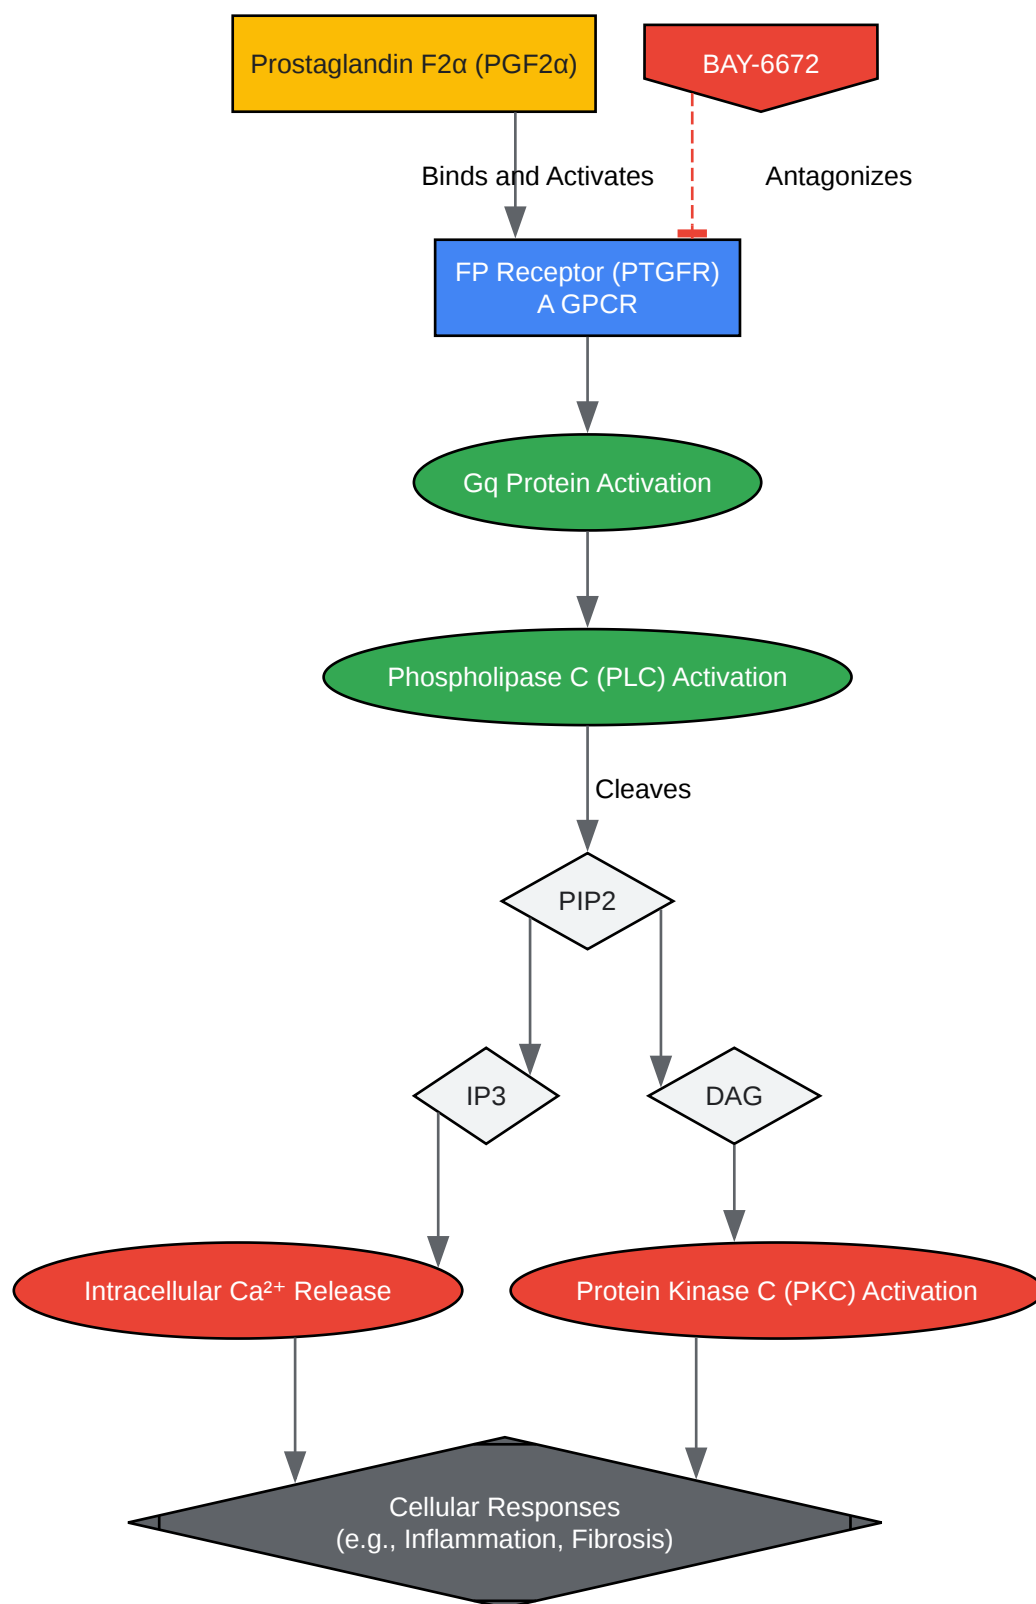 Prostaglandin F2α (PGF2α)
BAY-6672
Binds and Activates
Antagonizes
FP Receptor (PTGFR)
A GPCR
Gq Protein Activation
Phospholipase C (PLC) Activation
Cleaves
PIP2
IP3
DAG
Intracellular Ca²⁺ Release
Protein Kinase C (PKC) Activation
Cellular Responses
(e.g., Inflammation, Fibrosis)